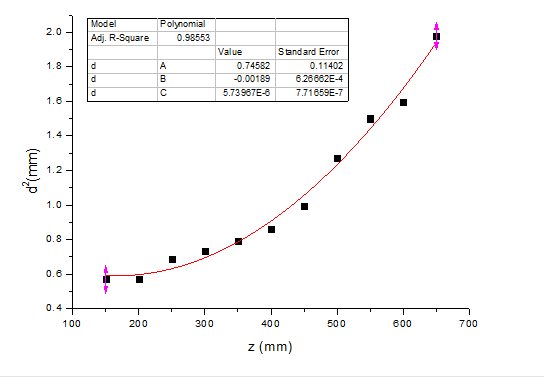 Model Polynomial
Adj. R-Square 0.98553
Value Standard Error
d A 0.74582 0.11402
d B -0.00189 6.26662E-4
d C 5.73967E-6 7.71659E-7
2.0
1.8
1.6
1.4
1.2
1.0
0.8
0.6
0.4
d²(mm)
100 200 300 400 500 600 700
z (mm)